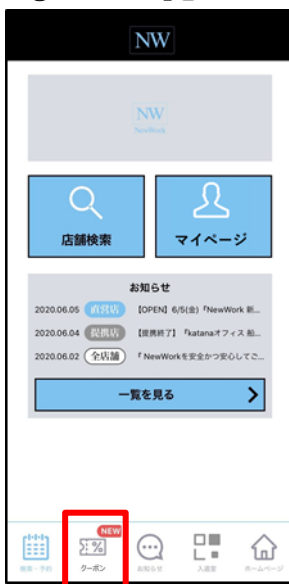 NW
NW
NewWork
店舗検索
マイページ
お知らせ
2020.06.05 直営店 【OPEN】6/5(金)「NewWork 新...
2020.06.04 提携店 【提携終了】「katanaオフィス 船...
2020.06.02 全店舗 「NewWorkを安全かつ安心してご...
一覧を見る
NEW
%
検索・予約
クーポン
お知らせ
入退室
ホームページ